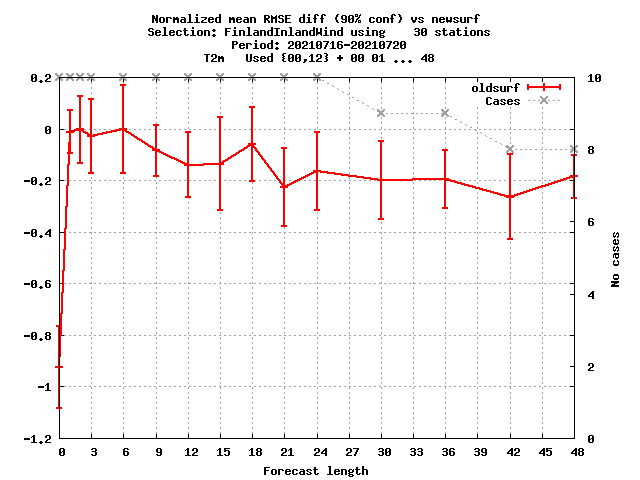 Normalized mean RMSE diff (90% conf) vs newsurf
Selection: FinlandInlandWind using    30 stations
Period: 20210716-20210720
T2m   Used {00,12} + 00 01 ... 48
oldsurf
Cases
0,2
0
-0,2
-0,4
-0,6
-0,8
-1
-1,2
10
8
6
4
2
0
No cases
0 3 6 9 12 15 18 21 24 27 30 33 36 39 42 45 48
Forecast length